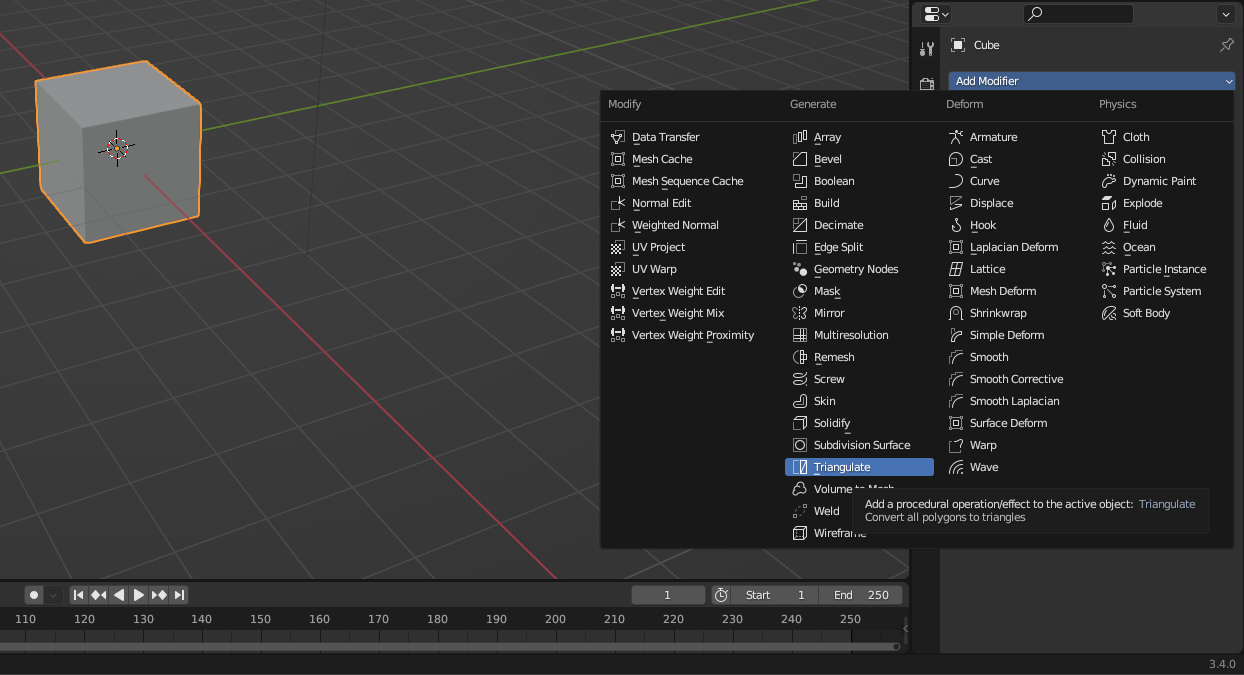 Cube
Add Modifier
Modify
Data Transfer
Mesh Cache
Mesh Sequence Cache
Normal Edit
Weighted Normal
UV Project
UV Warp
Vertex Weight Edit
Vertex Weight Mix
Vertex Weight Proximity
Generate
Array
Bevel
Boolean
Build
Decimate
Edge Split
Geometry Nodes
Mask
Mirror
Multiresolution
Remesh
Screw
Skin
Solidify
Subdivision Surface
Triangulate
Volume to Mesh
Weld
Wireframe
Deform
Armature
Cast
Curve
Displace
Hook
Laplacian Deform
Lattice
Mesh Deform
Shrinkwrap
Simple Deform
Smooth
Smooth Corrective
Smooth Laplacian
Surface Deform
Warp
Wave
Physics
Cloth
Collision
Dynamic Paint
Explode
Fluid
Ocean
Particle Instance
Particle System
Soft Body
Add a procedural operation/effect to the active object: Triangulate
Convert all polygons to triangles
1 Start 1 End 250
110 120 130 140 150 160 170 180 190 200 210 220 230 240 250
3.4.0